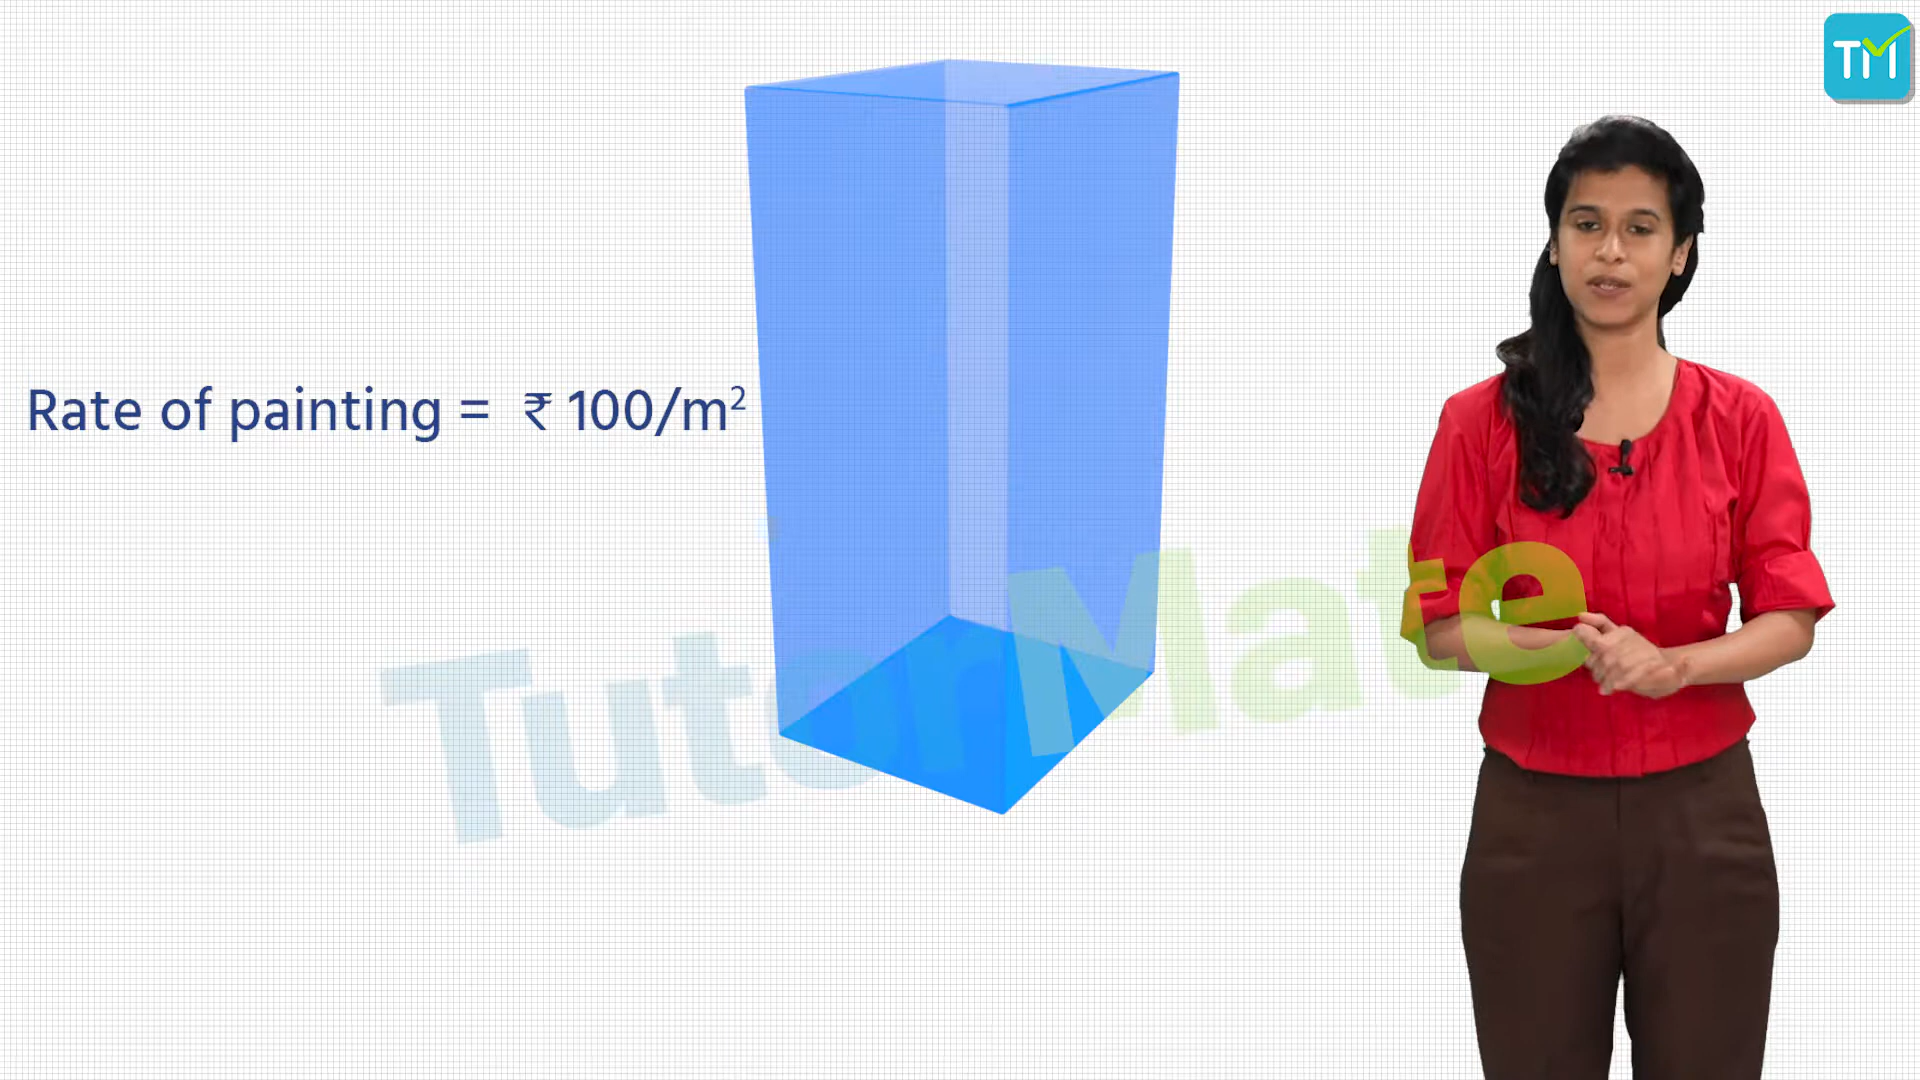 TM
Rate of painting = ₹ 100/m²
TutorMate